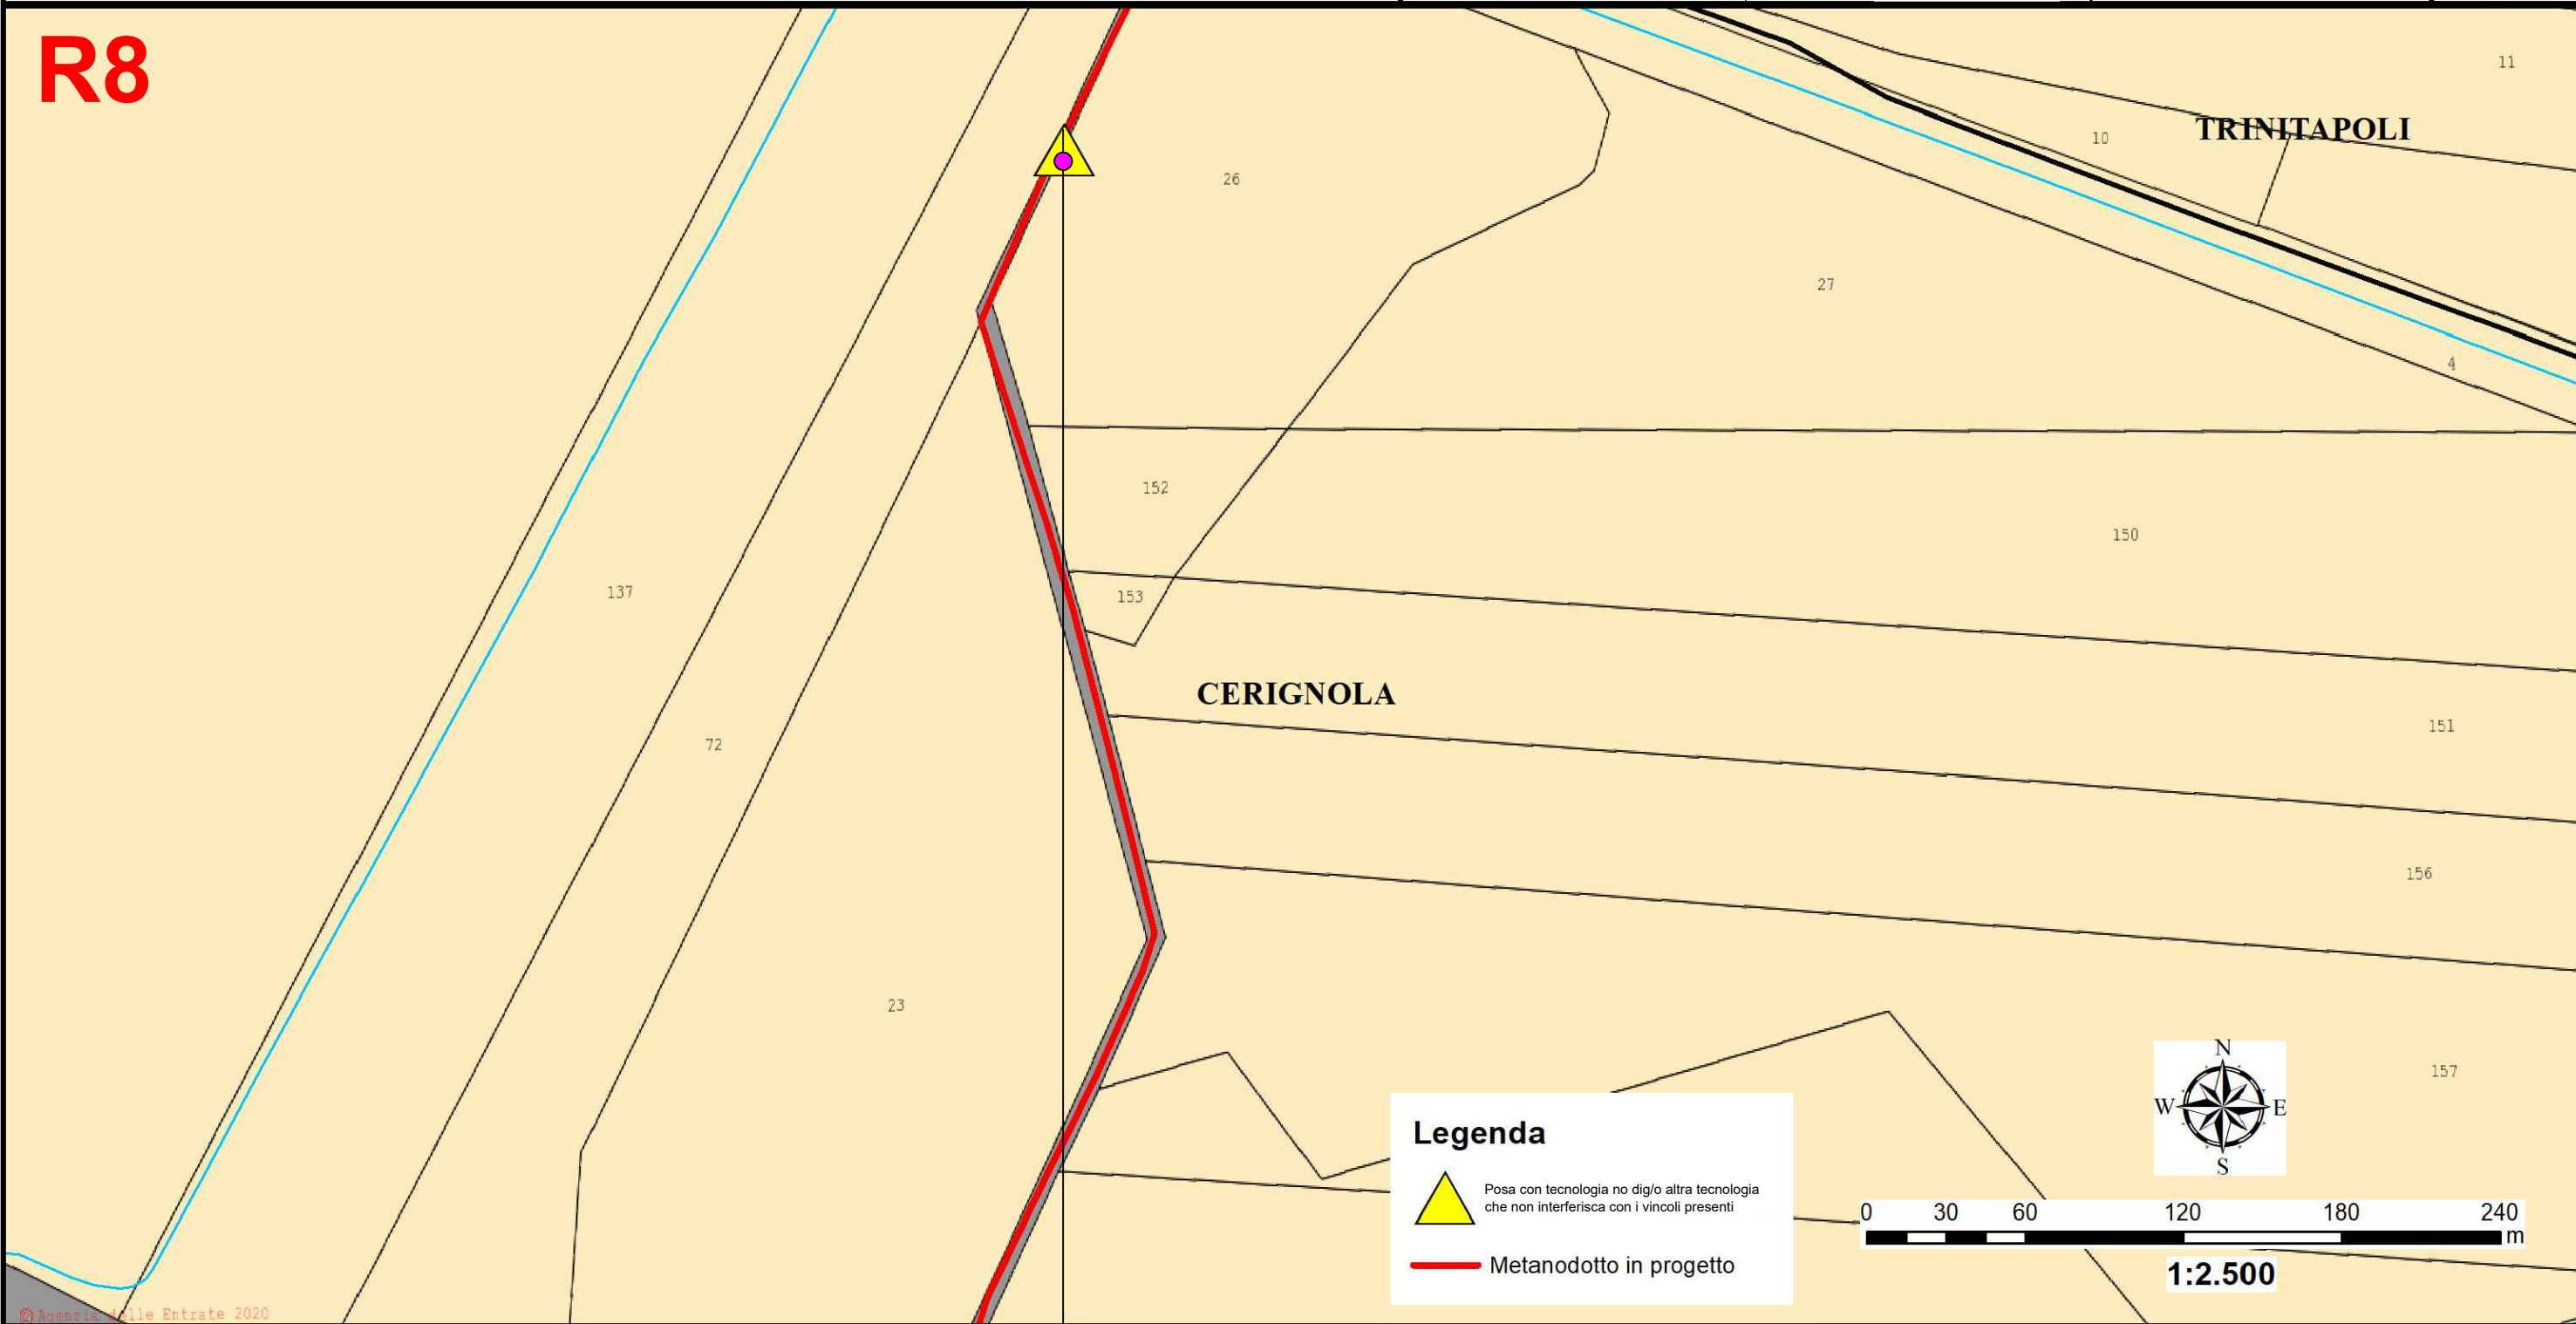 R8
11
TRINITAPOLI
10
26
27
4
152
150
137
153
CERIGNOLA
151
72
156
23
N
W E
S
157
Legenda
Posa con tecnologia no dig/o altra tecnologia
che non interferisca con i vincoli presenti
Metanodotto in progetto
0 30 60 120 180 240
m
1:2.500
© Agenzia delle Entrate 2020